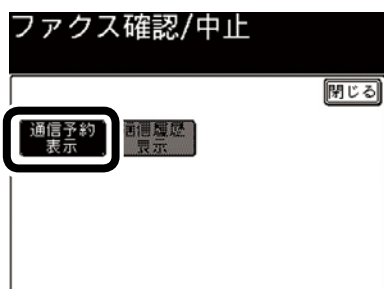 ファクス確認/中止
閉じる
通信予約
表示
通信履歴
表示